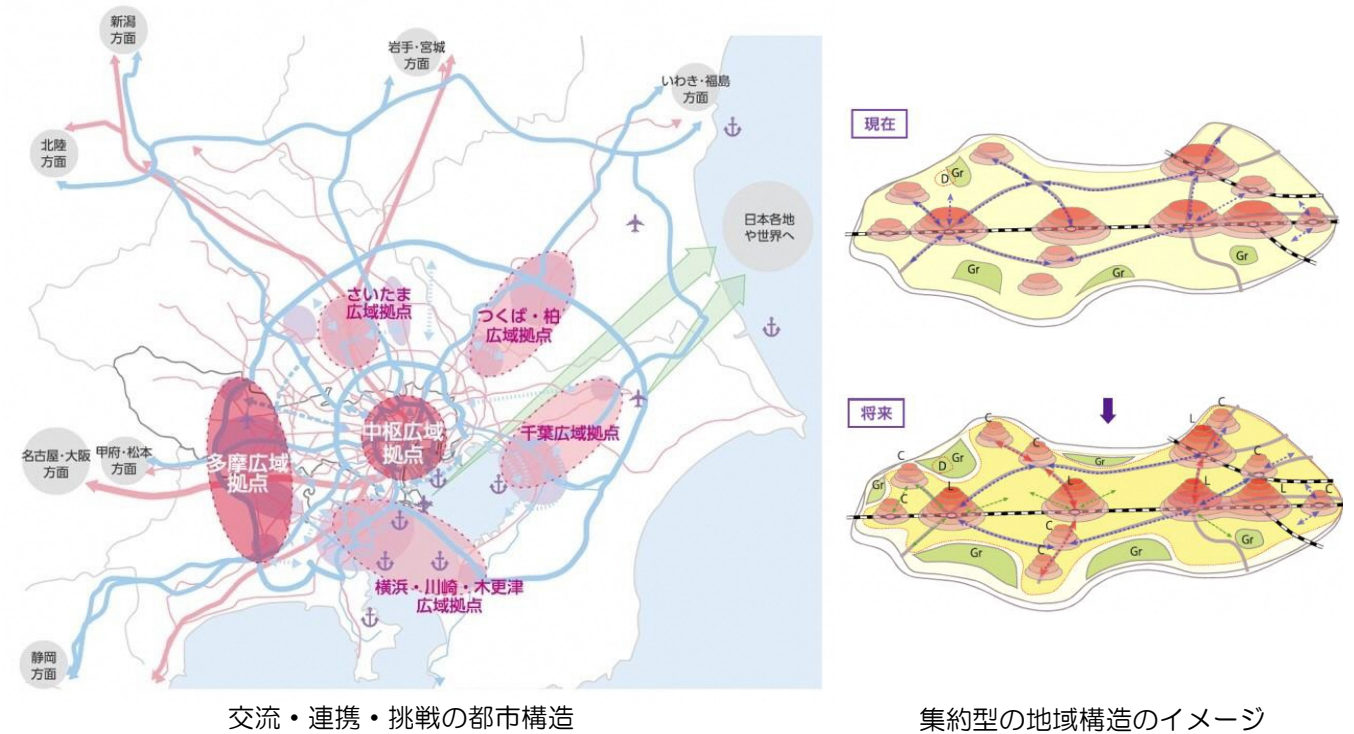 新潟
方面
岩手・宮城
方面
いわき・福島
方面
北陸
方面
日本各地
や世界へ
さいたま
広域拠点
つくば・柏
広域拠点
中枢広域
拠点
千葉広域拠点
名古屋・大阪
方面
甲府・松本
方面
多摩広域
拠点
横浜・川崎・木更津
広域拠点
静岡
方面
交流・連携・挑戦の都市構造
現在
D
Gr
Gr
Gr
Gr
将来
C
C
C
L
C
Gr
D
Gr
Gr
C
L
L
L
L
C
C
C
Gr
Gr
Gr
集約型の地域構造のイメージ